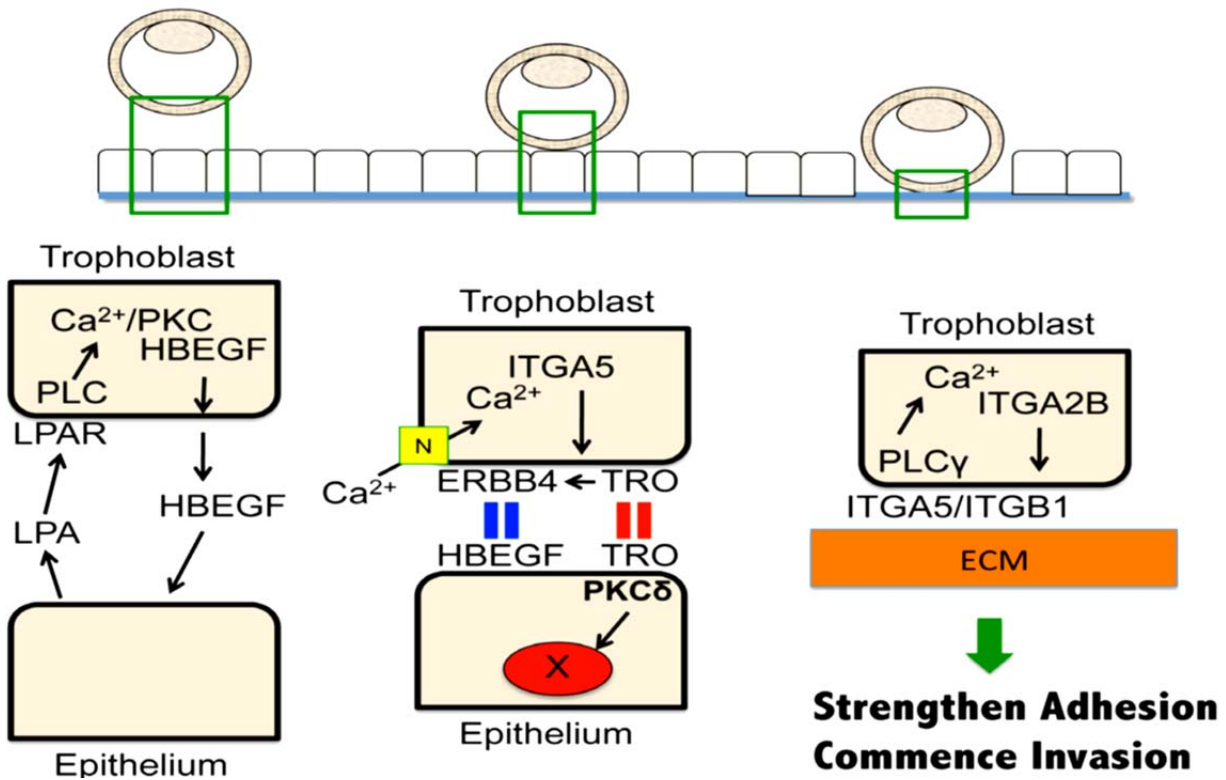 Trophoblast
Ca²⁺/PKC
HBEGF
PLC
LPAR
HBEGF
LPA
Epithelium
Trophoblast
ITGA5
Ca²⁺
N
Ca²⁺
ERBB4 TRO
HBEGF TRO
PKCδ
X
Epithelium
Trophoblast
Ca²⁺
ITGA2B
PLCγ
ITGA5/ITGB1
ECM
Strengthen Adhesion
Commence Invasion